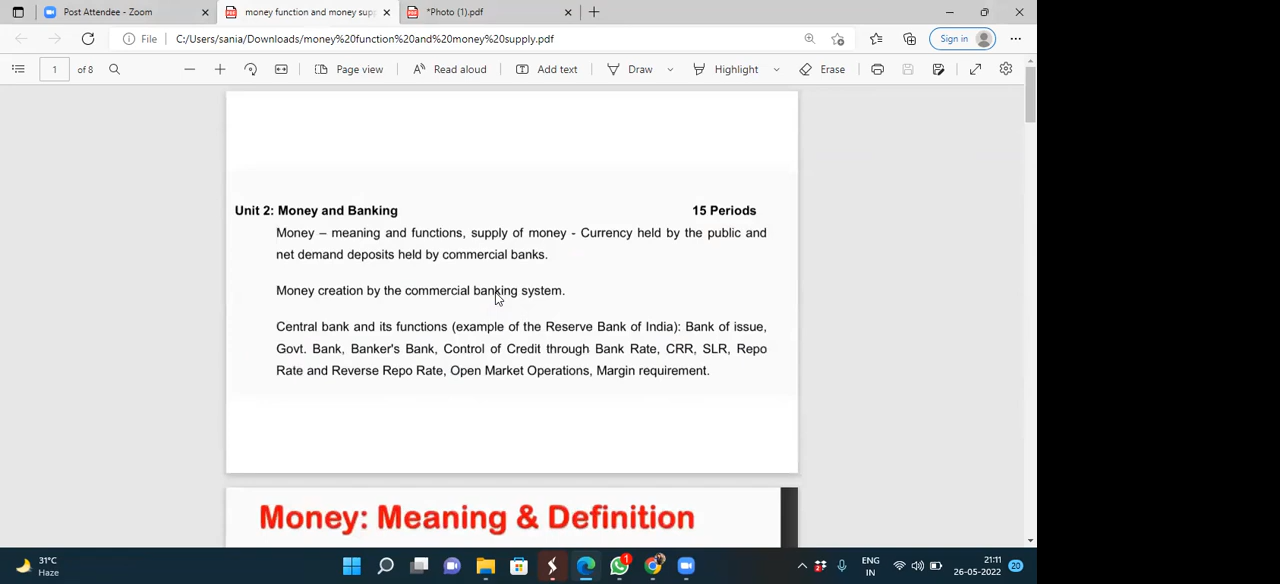 Post Attendee - Zoom
money function and money supp
*Photo (1).pdf
File
C:/Users/sania/Downloads/money%20function%20and%20money%20supply.pdf
Sign in
1 of 8
Page view
Read aloud
Add text
Draw
Highlight
Erase
Unit 2: Money and Banking 15 Periods
Money – meaning and functions, supply of money - Currency held by the public and
net demand deposits held by commercial banks.
Money creation by the commercial banking system.
Central bank and its functions (example of the Reserve Bank of India): Bank of issue,
Govt. Bank, Banker's Bank, Control of Credit through Bank Rate, CRR, SLR, Repo
Rate and Reverse Repo Rate, Open Market Operations, Margin requirement.
Money: Meaning & Definition
31°C
Haze
1
ENG
IN
21:11
26-05-2022
20